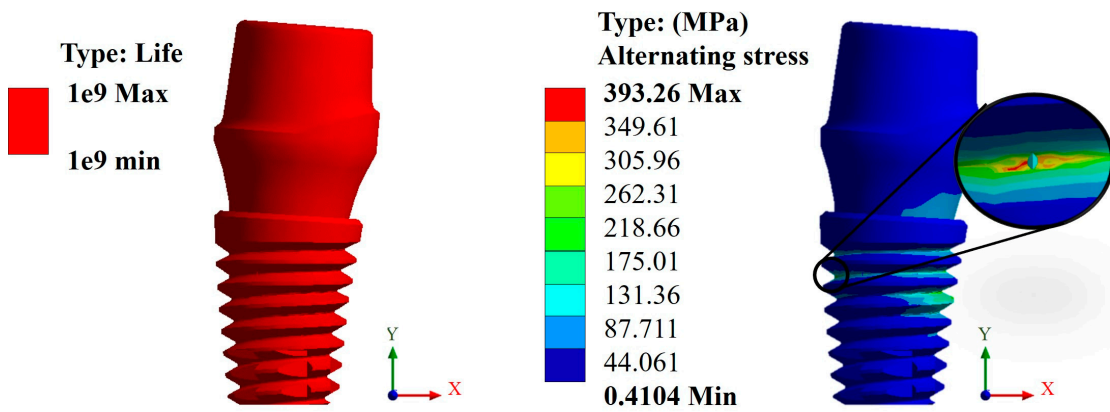 Type: Life
1e9 Max
1e9 min
Y
X
Type: (MPa)
Alternating stress
393.26 Max
349.61
305.96
262.31
218.66
175.01
131.36
87.711
44.061
0.4104 Min
Y
X